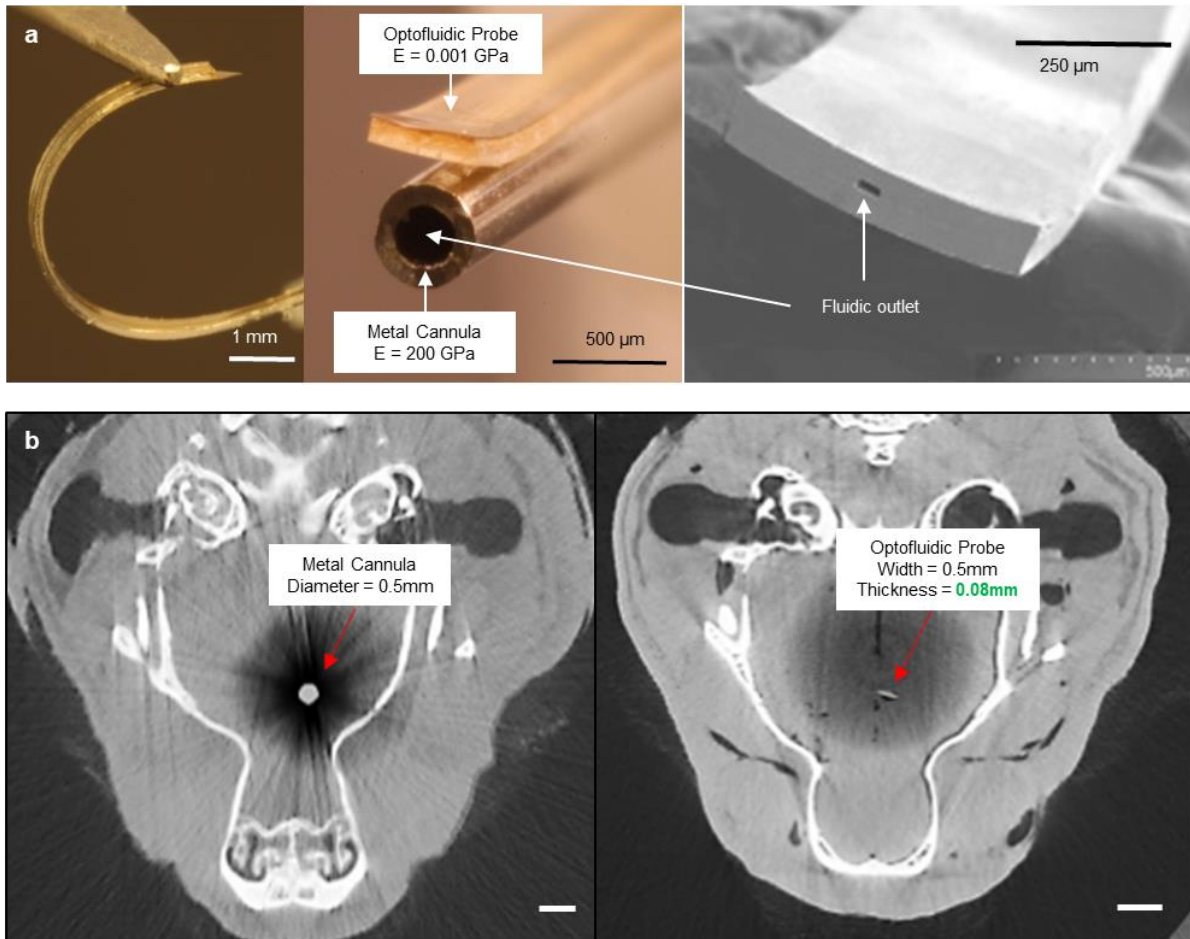 a
Optofluidic Probe
E = 0.001 GPa
250 µm
Fluidic outlet
Metal Cannula
E = 200 GPa
1 mm
500 µm
500µm
b
Metal Cannula
Diameter = 0.5mm
Optofluidic Probe
Width = 0.5mm
Thickness = 0.08mm